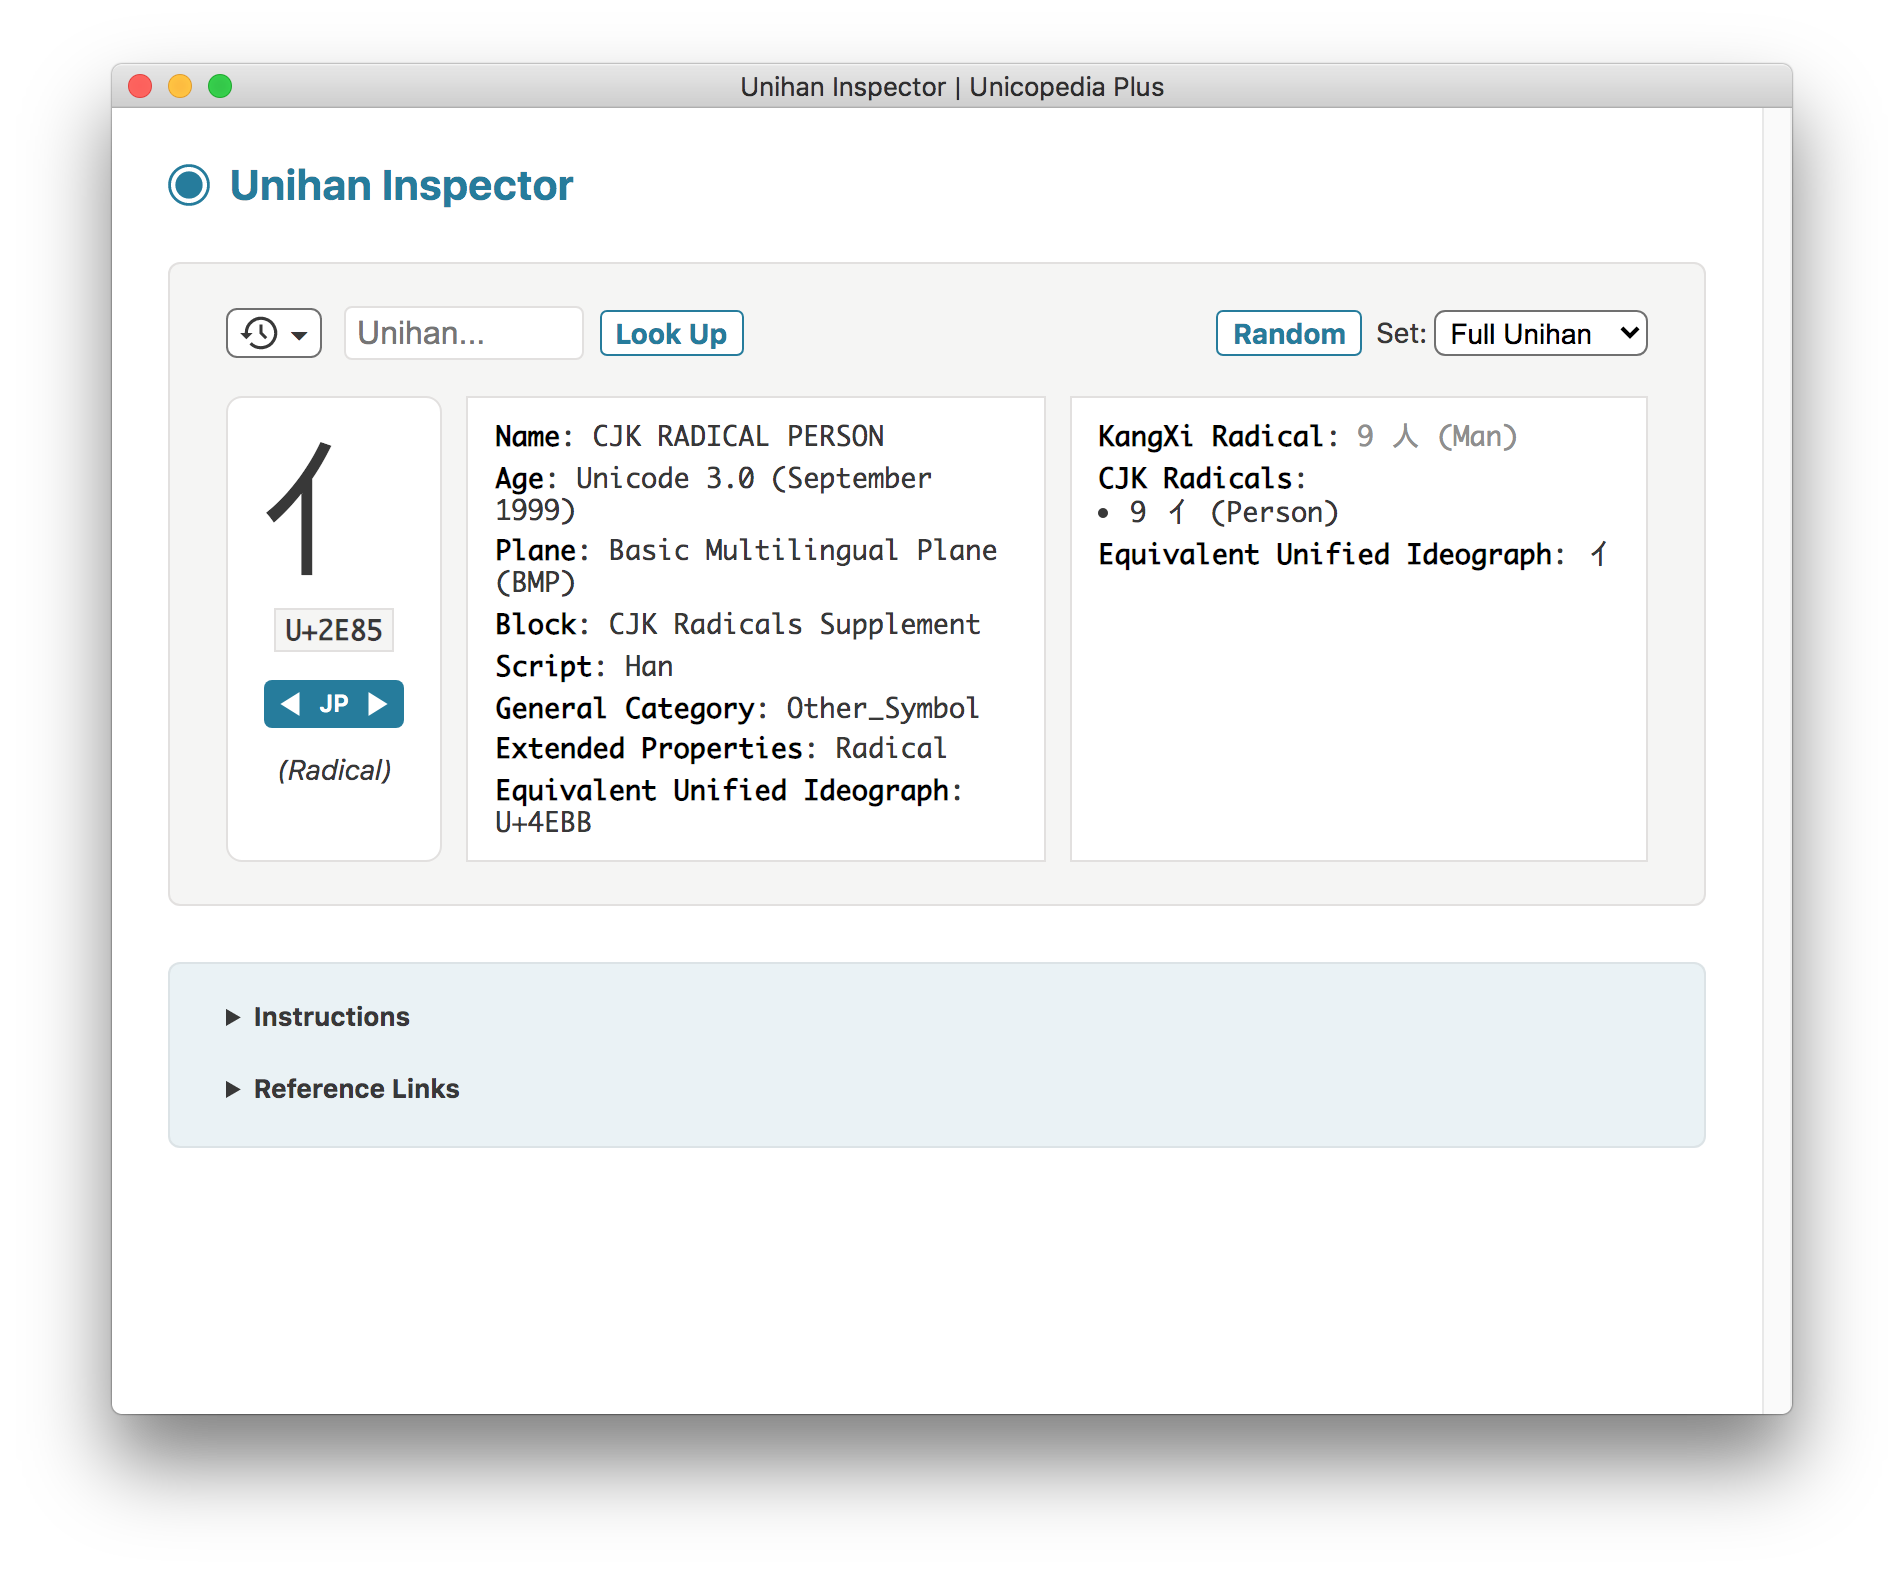 Unihan Inspector | Unicopedia Plus
Unihan Inspector
Unihan...
Look Up
Random
Set:
Full Unihan
⺅
U+2E85
JP
(Radical)
Name: CJK RADICAL PERSON
Age: Unicode 3.0 (September
1999)
Plane: Basic Multilingual Plane
(BMP)
Block: CJK Radicals Supplement
Script: Han
General Category: Other_Symbol
Extended Properties: Radical
Equivalent Unified Ideograph:
U+4EBB
KangXi Radical: 9 人 (Man)
CJK Radicals:
• 9 ⺅ (Person)
Equivalent Unified Ideograph: 亻
Instructions
Reference Links